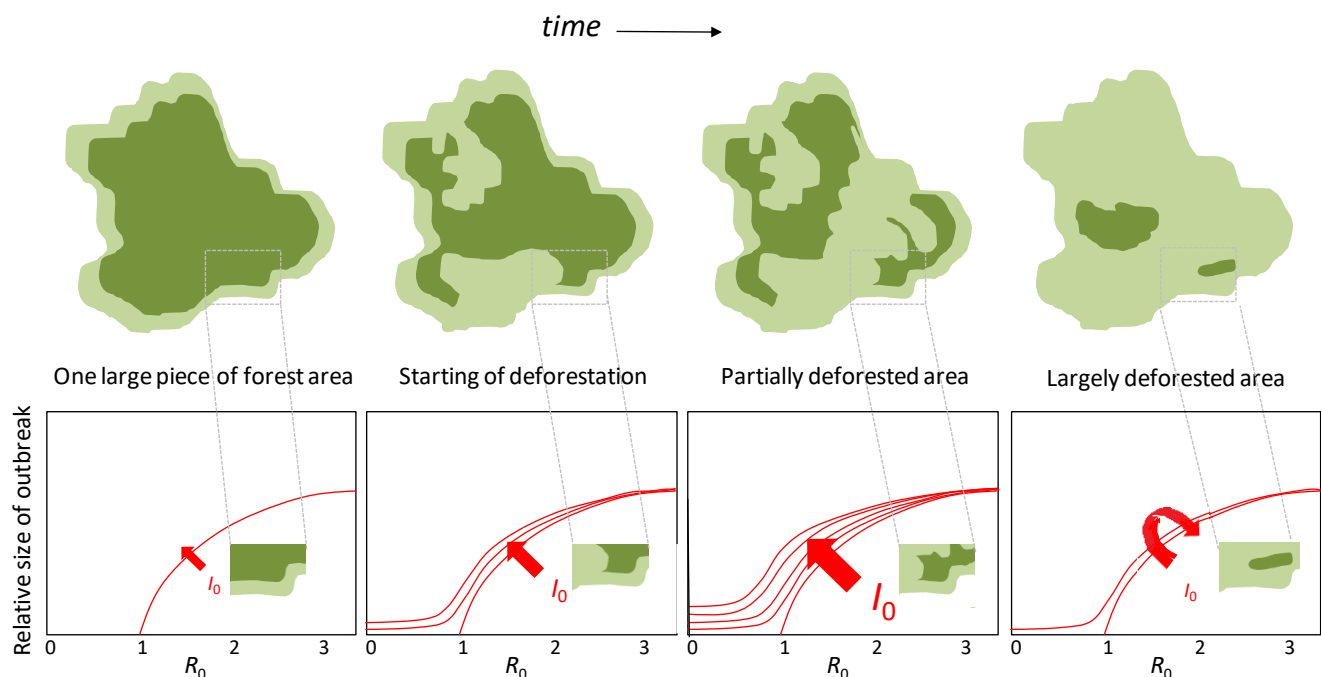 time
One large piece of forest area
Starting of deforestation
Partially deforested area
Largely deforested area
Relative size of outbreak
I0
I0
I0
I0
0 1 2 3
0 1 2 3
0 1 2 3
0 1 2 3
R0
R0
R0
R0